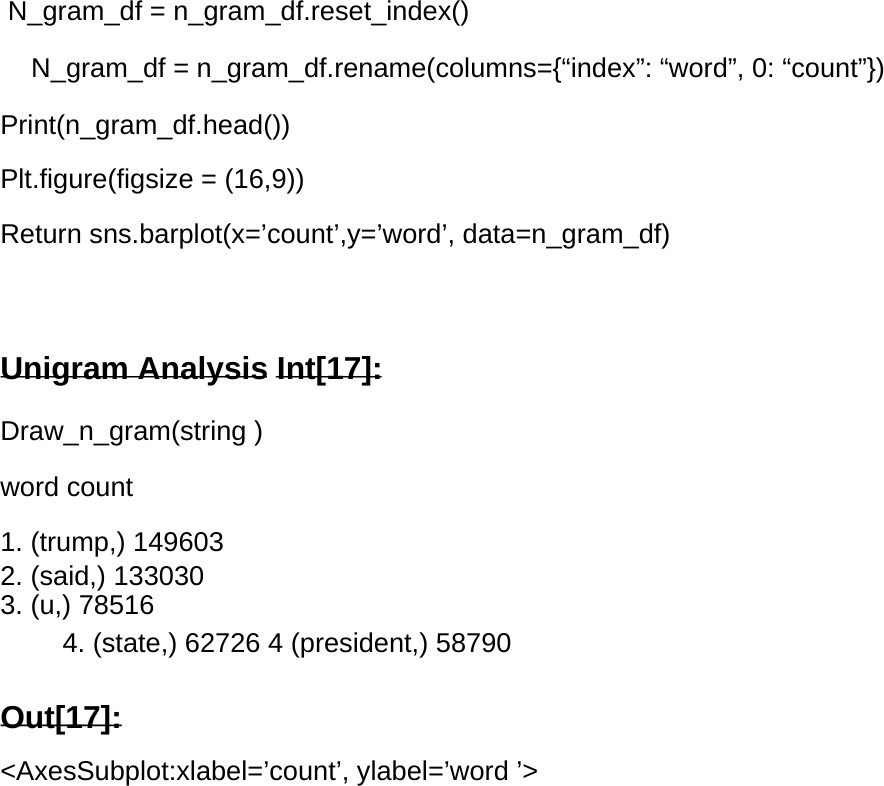 N_gram_df = n_gram_df.reset_index()
N_gram_df = n_gram_df.rename(columns={“index”: “word”, 0: “count”})
Print(n_gram_df.head())
Plt.figure(figsize = (16,9))
Return sns.barplot(x=’count’,y=’word’, data=n_gram_df)
Unigram Analysis Int[17]:
Draw_n_gram(string )
word count
1. (trump,) 149603
2. (said,) 133030
3. (u,) 78516
4. (state,) 62726 4 (president,) 58790
Out[17]:
<AxesSubplot:xlabel=’count’, ylabel=’word ’>